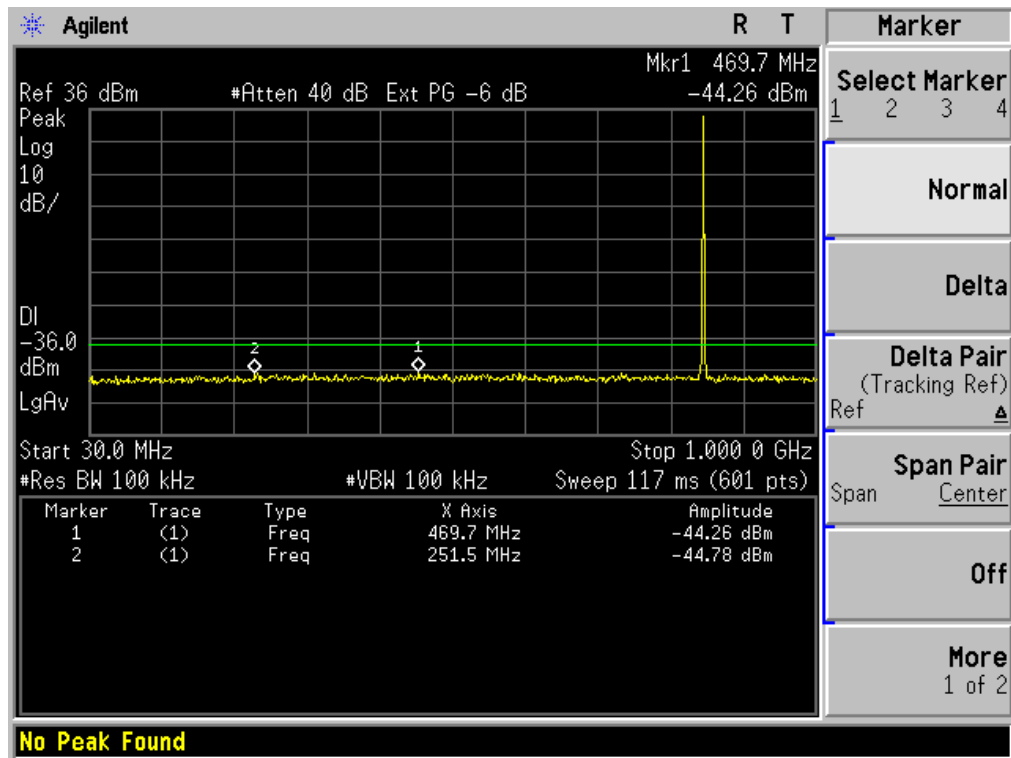 Agilent R T
Mkr1 469.7 MHz
Ref 36 dBm #Atten 40 dB Ext PG -6 dB -44.26 dBm
Peak
Log
10
dB/
DI
-36.0
dBm
LgAv
2
1
Start 30.0 MHz Stop 1.000 0 GHz
#Res BW 100 kHz #VBW 100 kHz Sweep 117 ms (601 pts)
Marker Trace Type X Axis Amplitude
1 (1) Freq 469.7 MHz -44.26 dBm
2 (1) Freq 251.5 MHz -44.78 dBm
No Peak Found
Marker
Select Marker
1 2 3 4
Normal
Delta
Delta Pair
(Tracking Ref)
Ref Δ
Span Pair
Span Center
Off
More
1 of 2